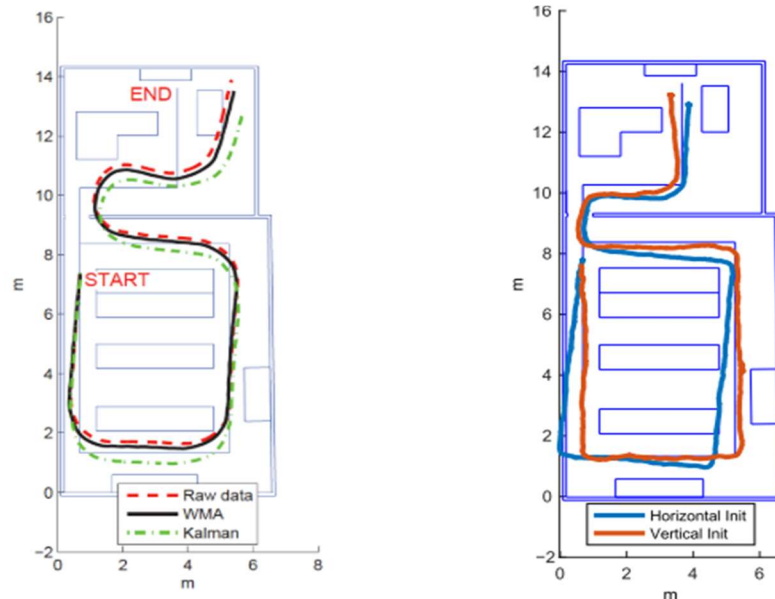 16
14
END
12
10
8
START
m
6
4
2
0
Raw data
WMA
Kalman
−2
0 2 4 6 8
m
16
14
12
10
8
m
6
4
2
0
Horizontal Init
Vertical Init
-2
0 2 4 6
m